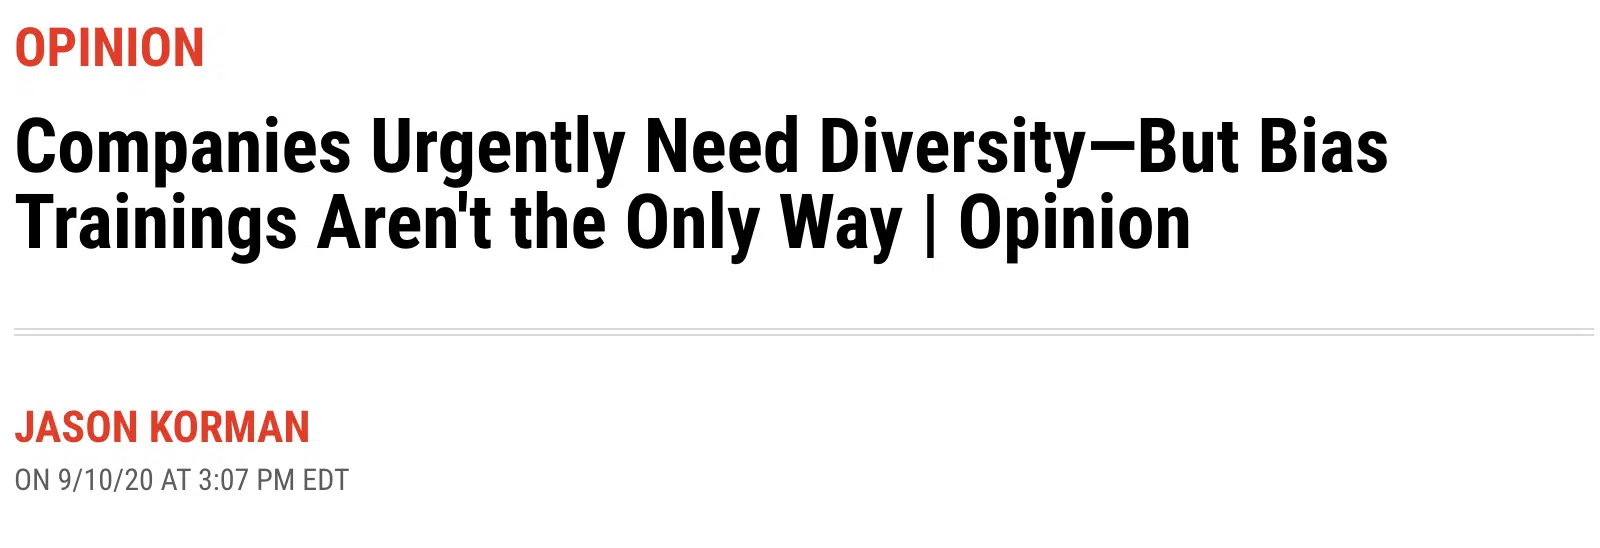 OPINION
Companies Urgently Need Diversity—But Bias
Trainings Aren't the Only Way | Opinion
JASON KORMAN
ON 9/10/20 AT 3:07 PM EDT